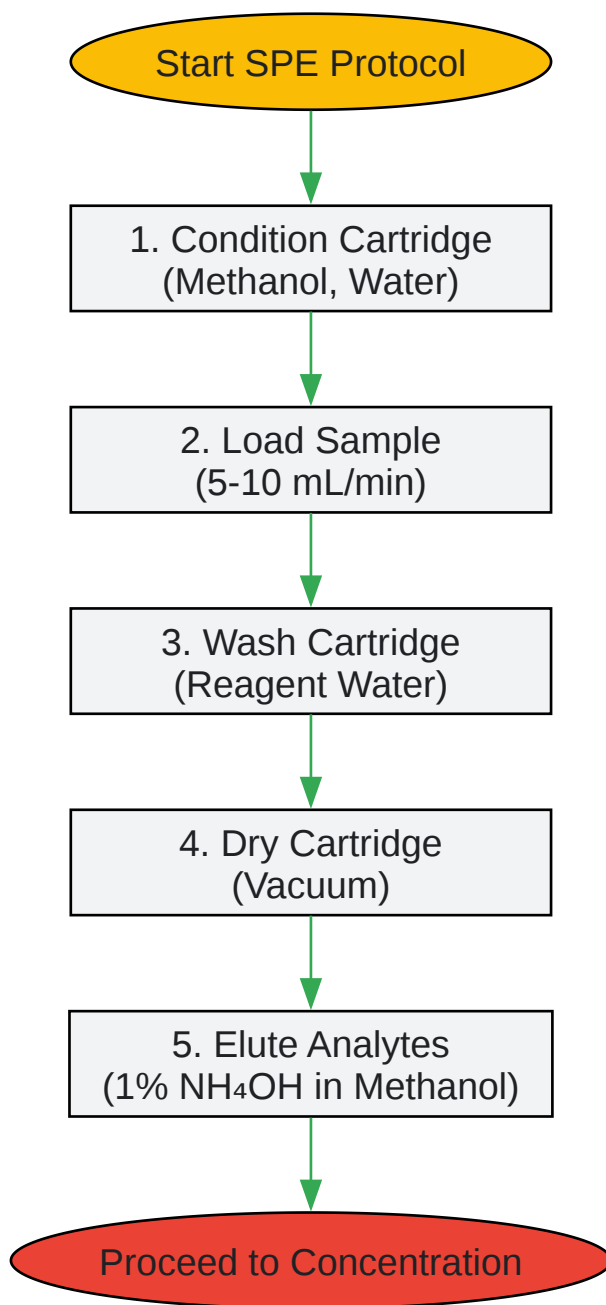 Start SPE Protocol
1. Condition Cartridge
(Methanol, Water)
2. Load Sample
(5-10 mL/min)
3. Wash Cartridge
(Reagent Water)
4. Dry Cartridge
(Vacuum)
5. Elute Analytes
(1% NH₄OH in Methanol)
Proceed to Concentration